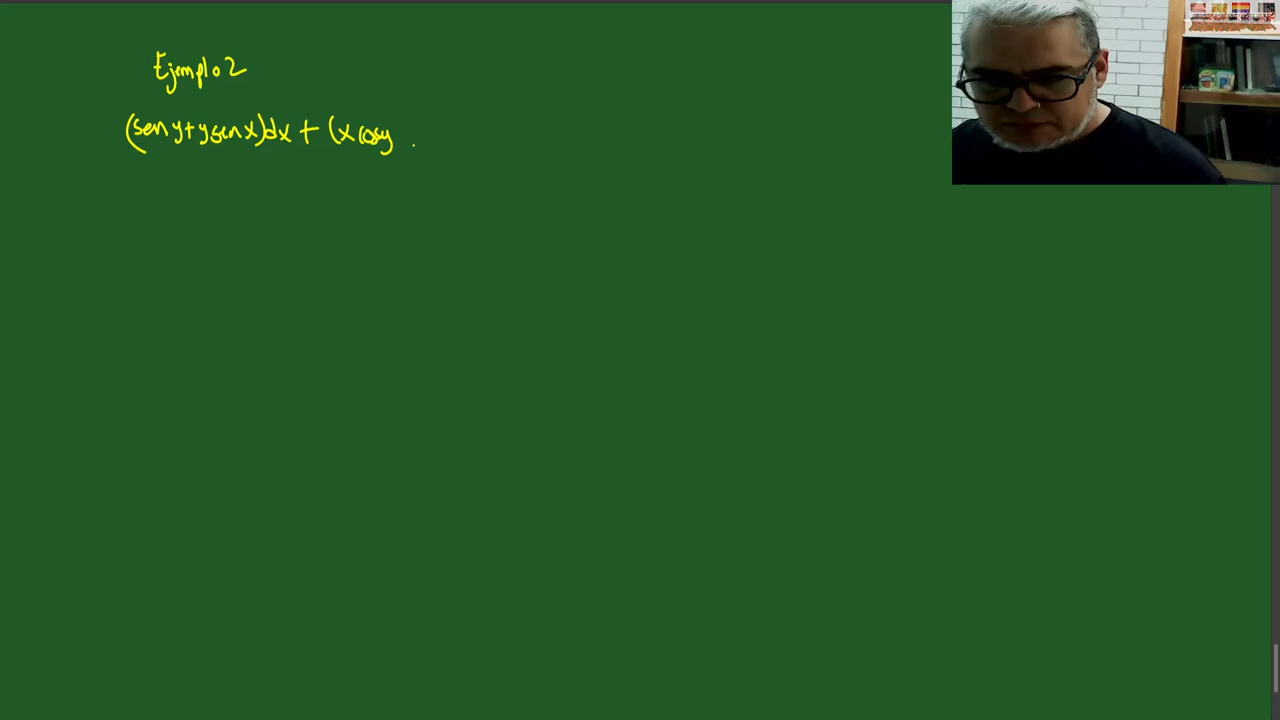 Ejemplo 2
(sen y + y sen x)dx + (x cos y